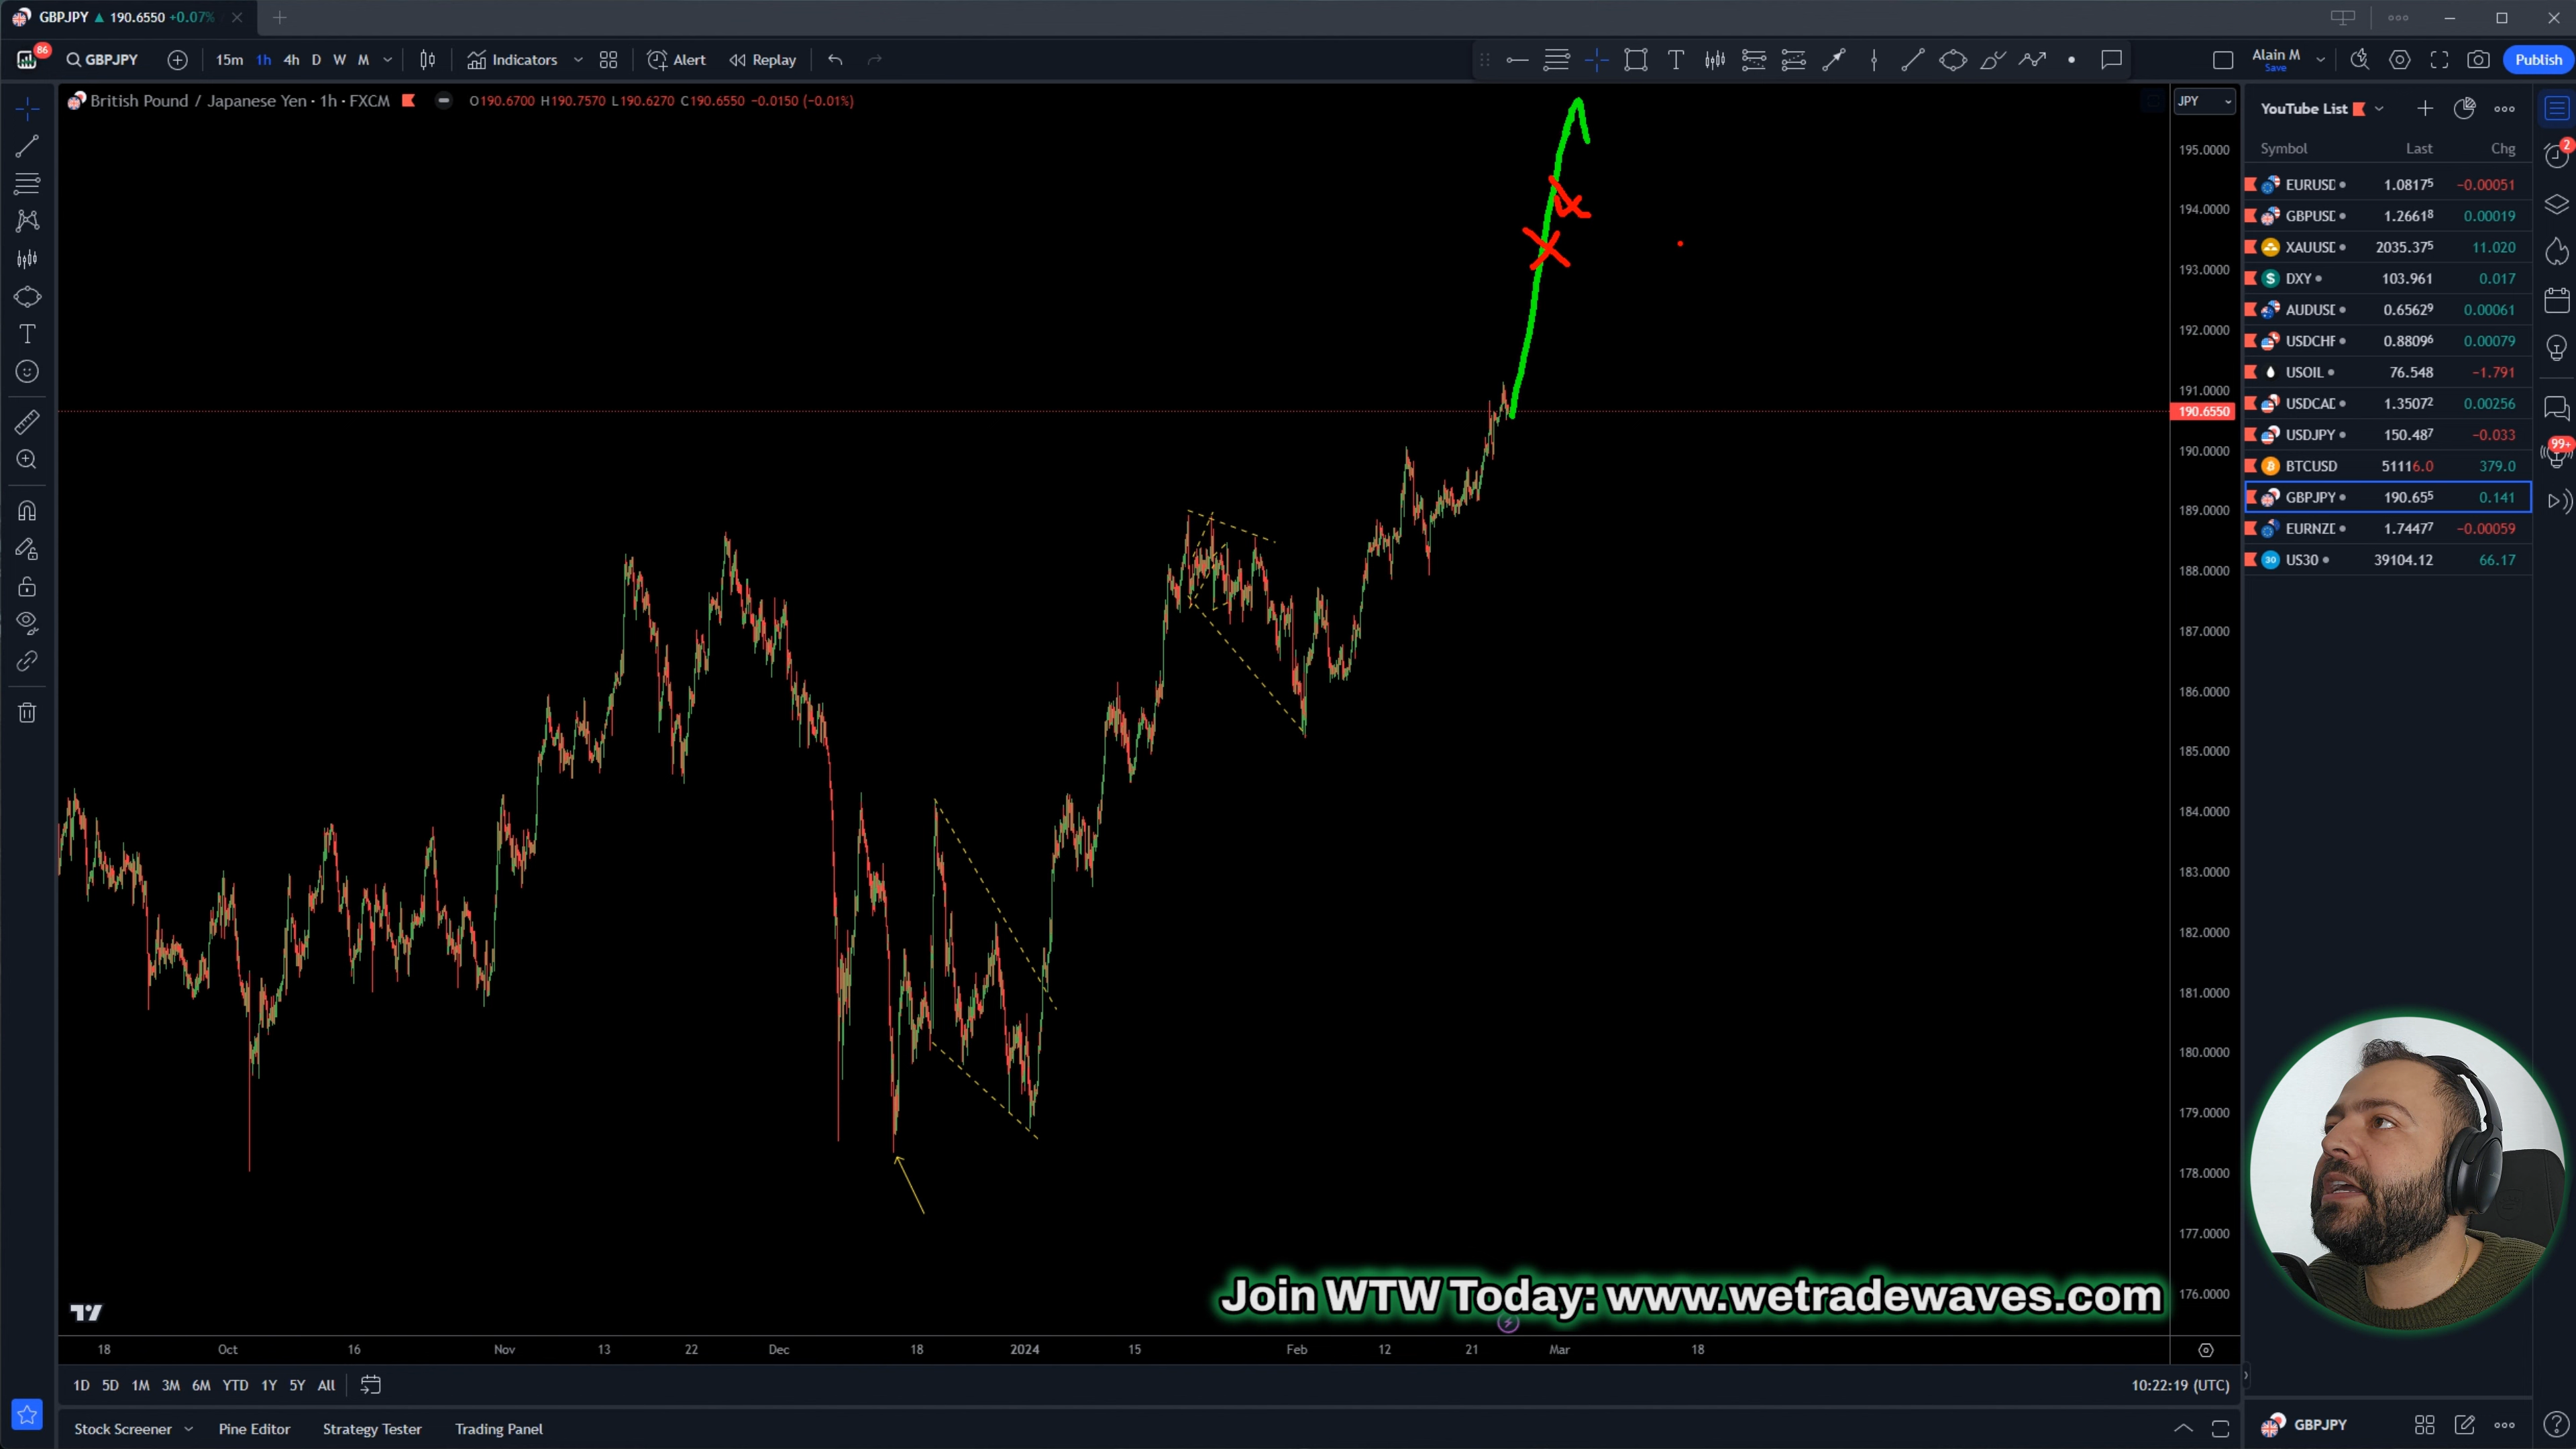 GBPJPY ▲ 190.6550 +0.07%
86 GBPJPY 15m 1h 4h D W M Indicators Alert Replay Alain M Save Publish
British Pound / Japanese Yen · 1h · FXCM O190.6700 H190.7570 L190.6270 C190.6550 −0.0150 (−0.01%)
JPY
195.0000
194.0000
193.0000
192.0000
191.0000
190.6550
190.0000
189.0000
188.0000
187.0000
186.0000
185.0000
184.0000
183.0000
182.0000
181.0000
180.0000
179.0000
178.0000
177.0000
176.0000
YouTube List
Symbol Last Chg
EURUSD 1.08175 −0.00051
GBPUSD 1.26618 0.00019
XAUUSD 2035.375 11.020
DXY 103.961 0.017
AUDUSD 0.65629 0.00061
USDCHF 0.88096 0.00079
USOIL 76.548 −1.791
USDCAD 1.35072 0.00256
USDJPY 150.487 −0.033
BTCUSD 51116.0 379.0
GBPJPY 190.655 0.141
EURNZD 1.74477 −0.00059
30 US30 39104.12 66.17
2
99+
Join WTW Today: www.wetradewaves.com
18 Oct 16 Nov 13 22 Dec 18 2024 15 Feb 12 21 Mar 18
1D 5D 1M 3M 6M YTD 1Y 5Y All 10:22:19 (UTC)
Stock Screener Pine Editor Strategy Tester Trading Panel
GBPJPY